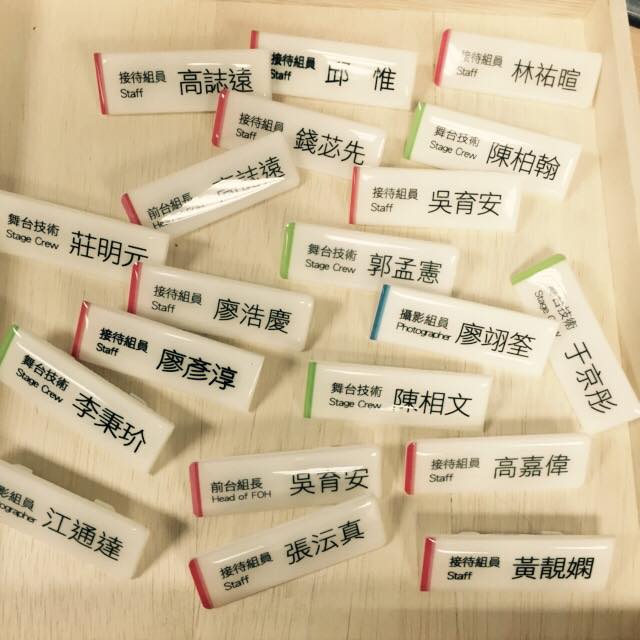 接待組員
Staff
高誌遠
接待組員
Staff
邱 惟
接待組員
Staff
林祐暄
接待組員
Staff
錢苾先
舞台技術
Stage Crew
陳柏翰
前台組長
誌遠
接待組員
Staff
吳育安
舞台技術
Stage Crew
莊明元
舞台技術
Stage Crew
郭孟憲
接待組員
Staff
廖浩慶
攝影組員
Photographer
廖翊筌
舞台技術
Stage Crew
于京彤
接待組員
Staff
廖彥淳
舞台技術
Stage Crew
李秉玠
舞台技術
Stage Crew
陳相文
前台組長
Head of FOH
吳育安
接待組員
Staff
高嘉偉
影組員
ographer
江通達
接待組員
Staff
張沄真
接待組員
Staff
黃靚嫻